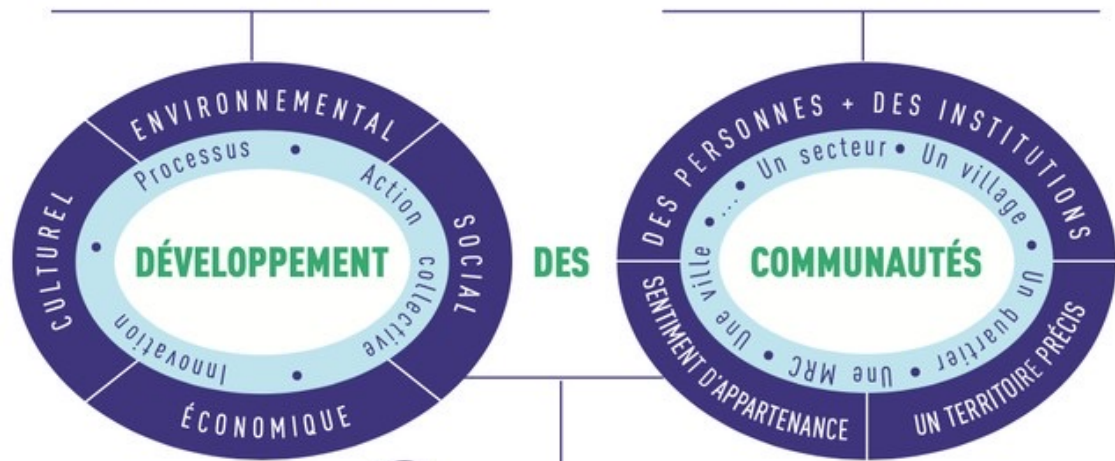 ENVIRONNEMENTAL
SOCIAL
ÉCONOMIQUE
CULTUREL
Processus •
Action collective •
Innovation •
DÉVELOPPEMENT
DES
DES PERSONNES + DES INSTITUTIONS
UN TERRITOIRE PRÉCIS
SENTIMENT D'APPARTENANCE
Un secteur • Un village • Un quartier • Une MRC • Une ville • ... •
COMMUNAUTÉS